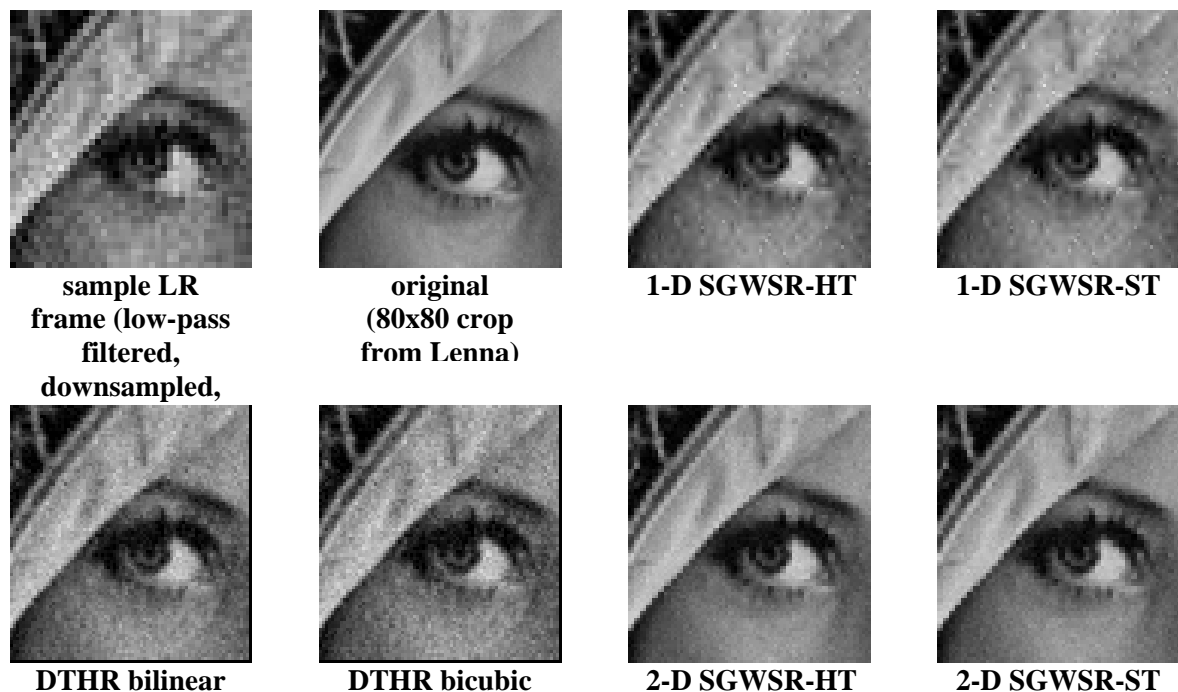 sample LR
frame (low-pass
filtered,
downsampled,
original
(80x80 crop
from Lenna)
1-D SGWSR-HT
1-D SGWSR-ST
DTHR bilinear
DTHR bicubic
2-D SGWSR-HT
2-D SGWSR-ST